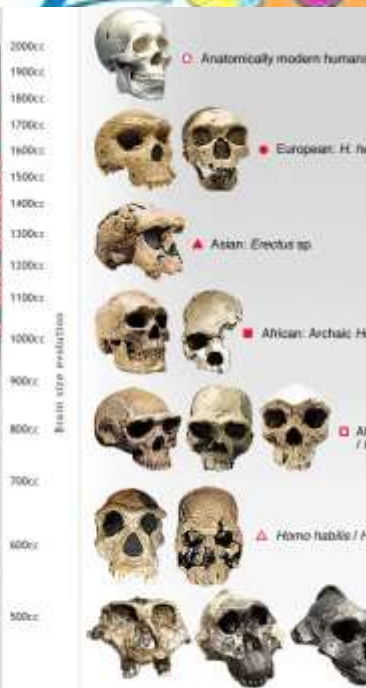 2000cc
1900cc
1800cc
Anatomically modern humans
1700cc
1600cc
European: H. he
1500cc
1400cc
1300cc
Asian: Erectus sp.
1200cc
1100cc
1000cc
African: Archaic H
900cc
Brain size evolution
800cc
/
700cc
600cc
Homo habilis / H
500cc